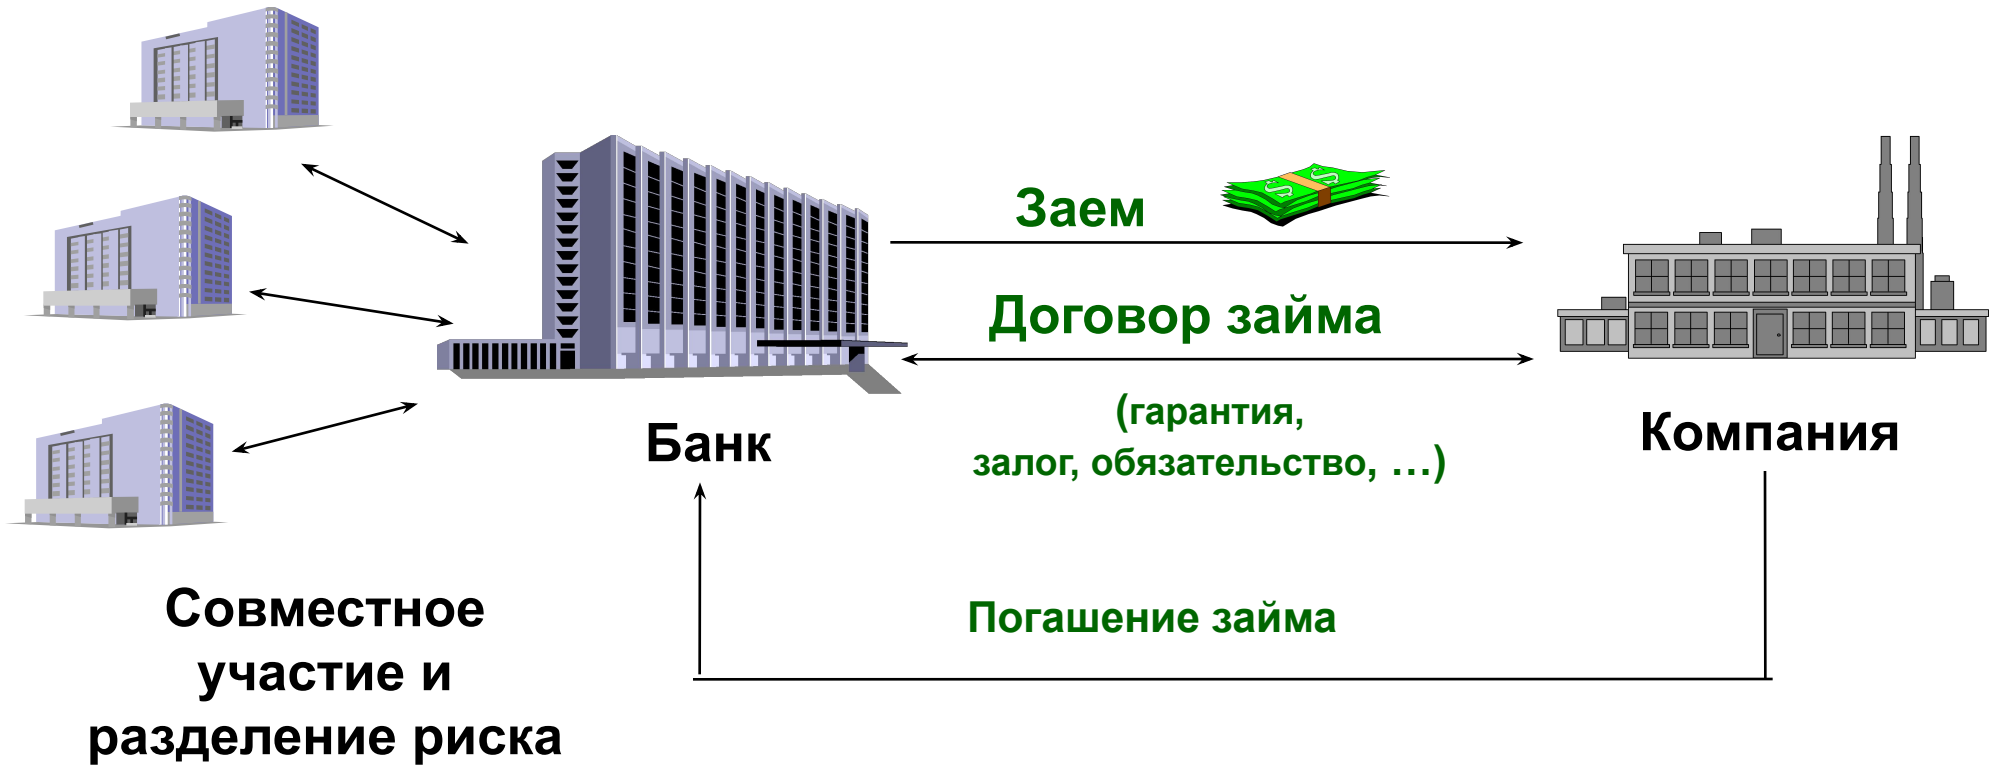 Заем
Договор займа
(гарантия,
залог, обязательство, …)
Банк
Компания
Погашение займа
Совместное
участие и
разделение риска